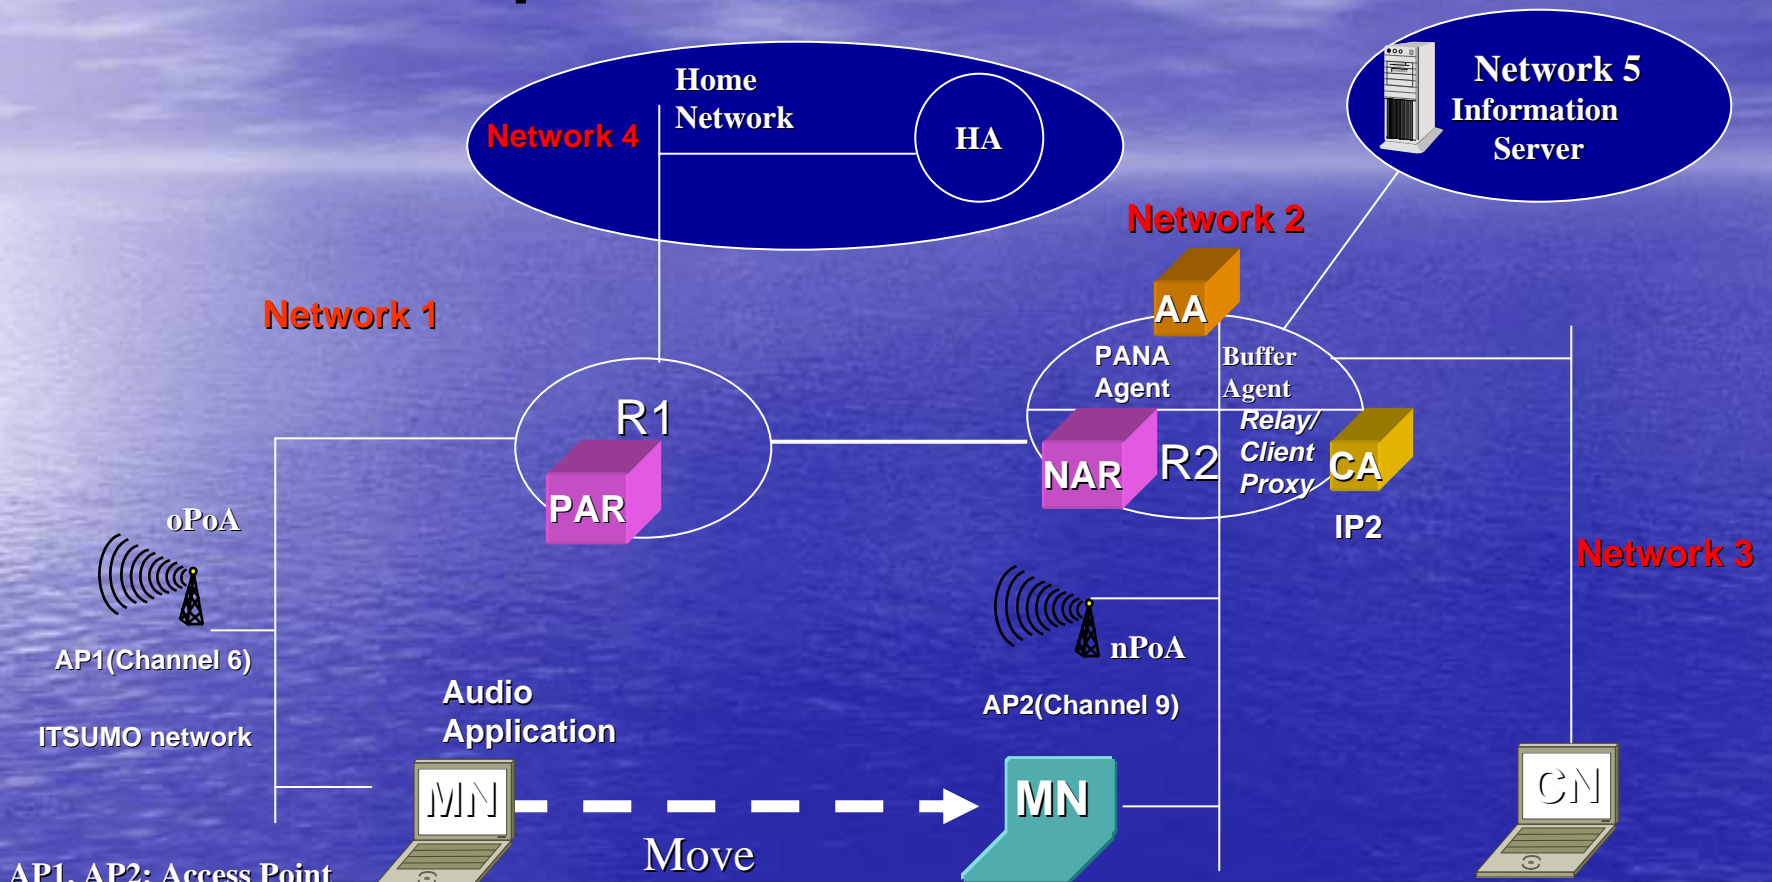 Home
Network
Network 4
HA
Network 5
Information
Server
Network 2
Network 1
AA
PANA
Agent
Buffer
Agent
R1
PAR
NAR
R2
Relay/
Client
Proxy
CA
IP2
oPoA
Network 3
AP1(Channel 6)
nPoA
AP2(Channel 9)
ITSUMO network
Audio
Application
MN
MN
CN
Move
AP1, AP2: Access Point